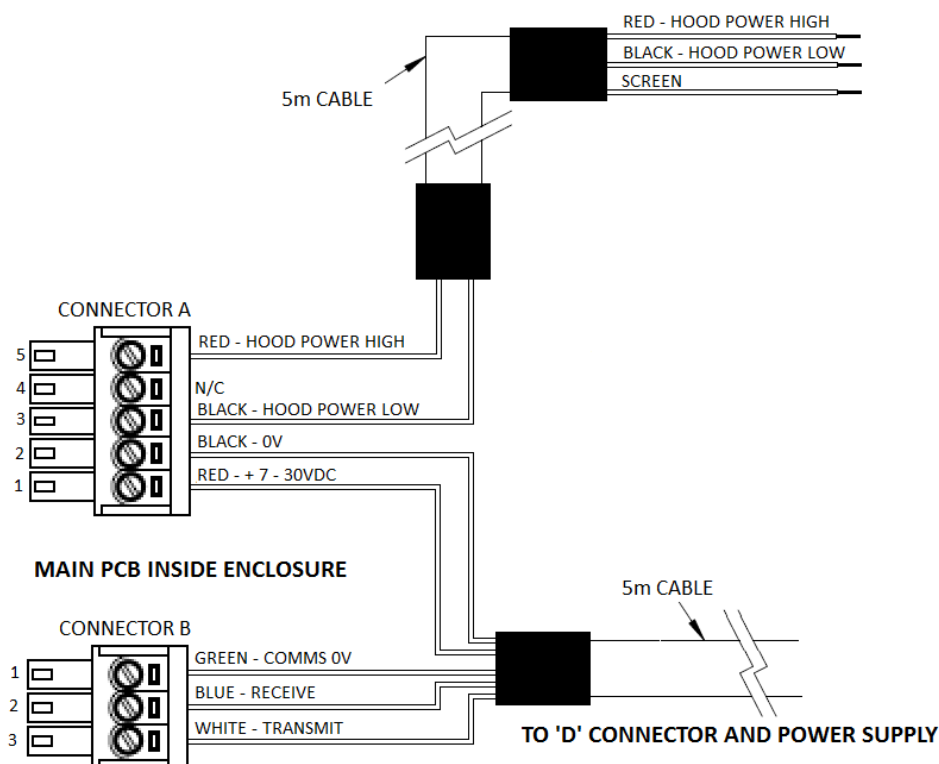 RED - HOOD POWER HIGH
BLACK - HOOD POWER LOW
SCREEN
5m CABLE
CONNECTOR A
5
RED - HOOD POWER HIGH
4
N/C
3
BLACK - HOOD POWER LOW
2
BLACK - 0V
1
RED - + 7 - 30VDC
MAIN PCB INSIDE ENCLOSURE
5m CABLE
CONNECTOR B
1
GREEN - COMMS 0V
2
BLUE - RECEIVE
3
WHITE - TRANSMIT
TO 'D' CONNECTOR AND POWER SUPPLY